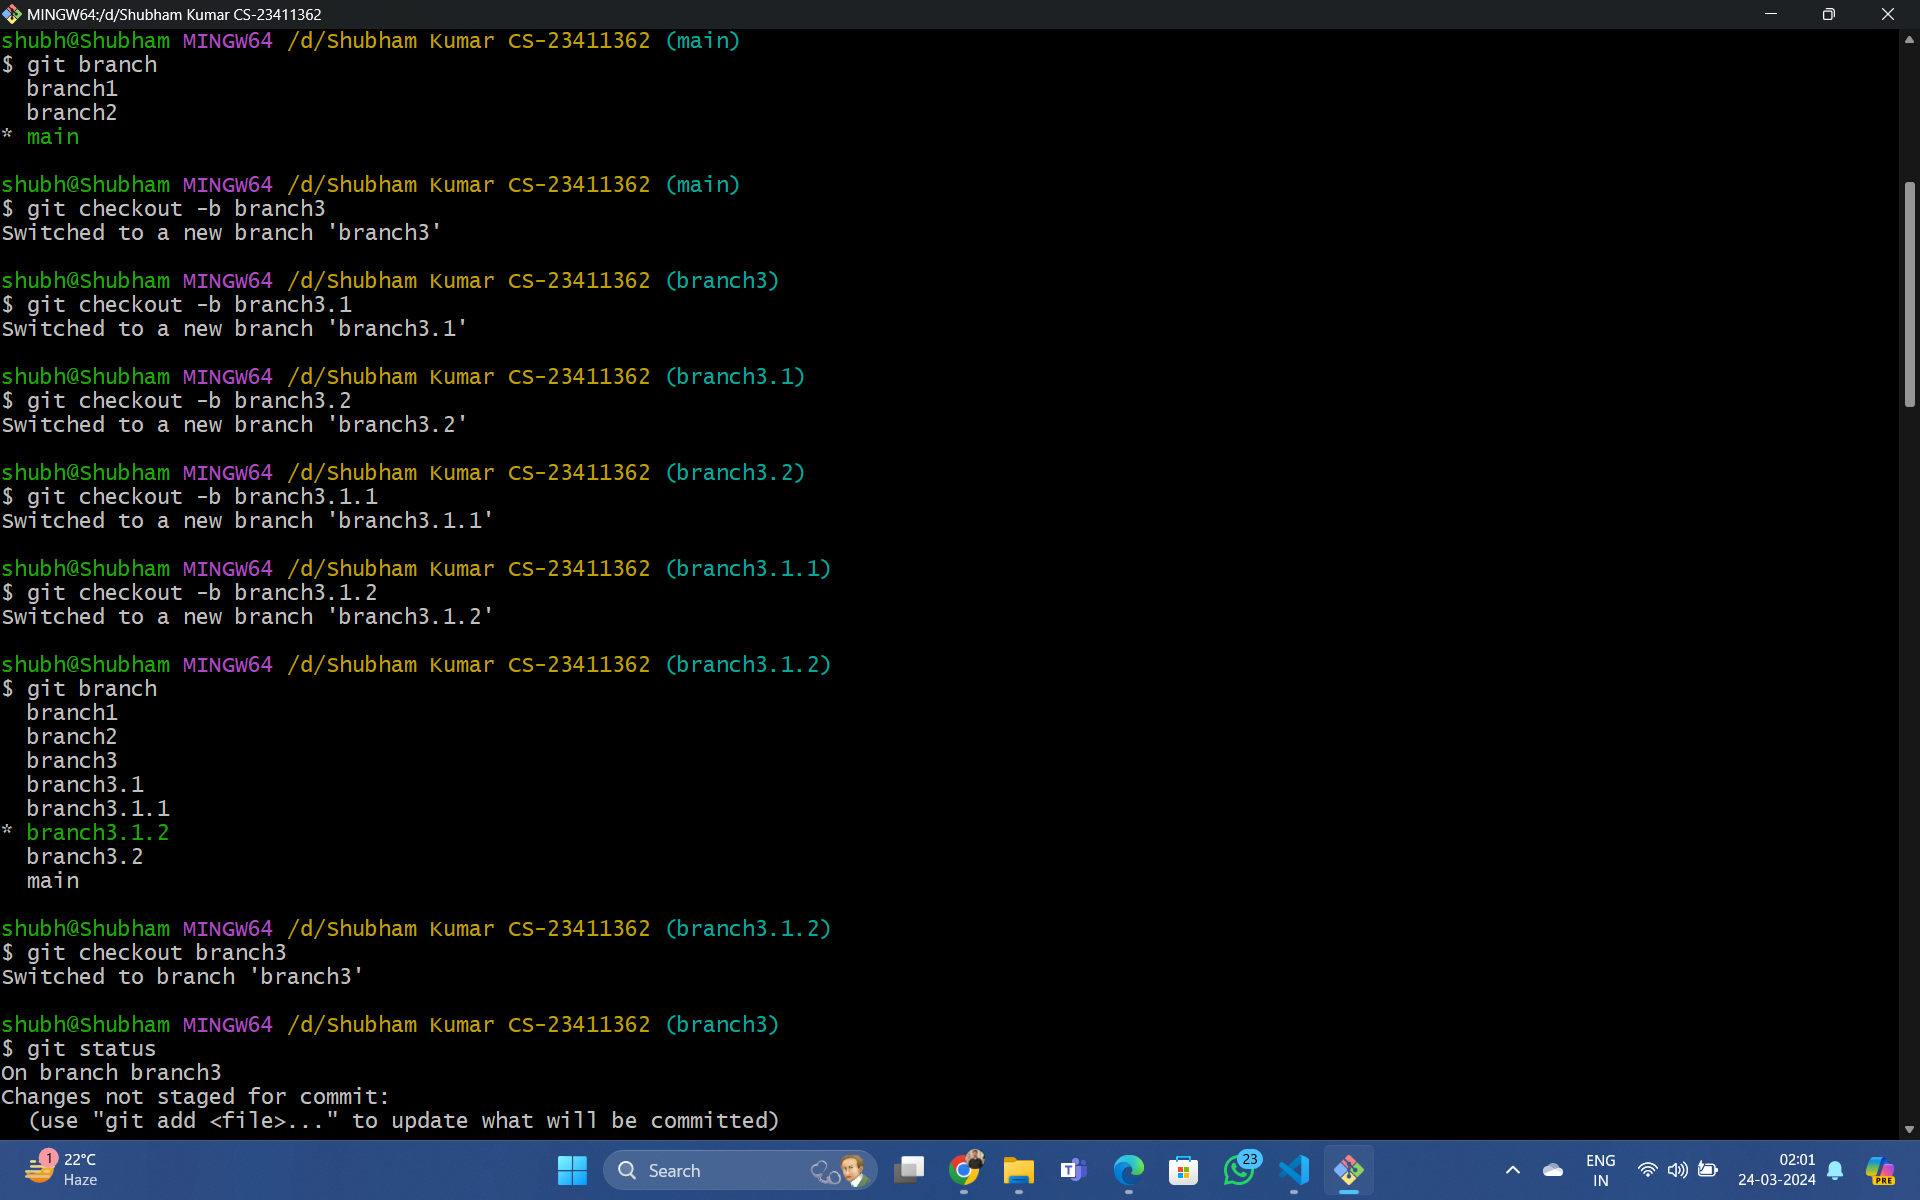 MINGW64:/d/Shubham Kumar CS-23411362
shubh@Shubham MINGW64 /d/Shubham Kumar CS-23411362 (main)
$ git branch
  branch1
  branch2
* main

shubh@Shubham MINGW64 /d/Shubham Kumar CS-23411362 (main)
$ git checkout -b branch3
Switched to a new branch 'branch3'

shubh@Shubham MINGW64 /d/Shubham Kumar CS-23411362 (branch3)
$ git checkout -b branch3.1
Switched to a new branch 'branch3.1'

shubh@Shubham MINGW64 /d/Shubham Kumar CS-23411362 (branch3.1)
$ git checkout -b branch3.2
Switched to a new branch 'branch3.2'

shubh@Shubham MINGW64 /d/Shubham Kumar CS-23411362 (branch3.2)
$ git checkout -b branch3.1.1
Switched to a new branch 'branch3.1.1'

shubh@Shubham MINGW64 /d/Shubham Kumar CS-23411362 (branch3.1.1)
$ git checkout -b branch3.1.2
Switched to a new branch 'branch3.1.2'

shubh@Shubham MINGW64 /d/Shubham Kumar CS-23411362 (branch3.1.2)
$ git branch
  branch1
  branch2
  branch3
  branch3.1
  branch3.1.1
* branch3.1.2
  branch3.2
  main

shubh@Shubham MINGW64 /d/Shubham Kumar CS-23411362 (branch3.1.2)
$ git checkout branch3
Switched to branch 'branch3'

shubh@Shubham MINGW64 /d/Shubham Kumar CS-23411362 (branch3)
$ git status
On branch branch3
Changes not staged for commit:
  (use "git add <file>..." to update what will be committed)
1
22°C
Haze
Search
23
ENG
IN
02:01
24-03-2024
PRE